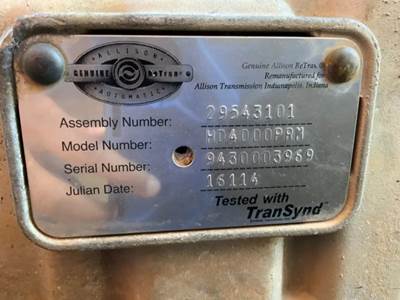 ALLISON
GENUINE ReTran
AUTOMATIC
Genuine Allison ReTran
Remanufactured for
Allison Transmission Indianapolis, Indiana
Assembly Number: 29543101
Model Number: MD4000PRM
Serial Number: 9430003969
Julian Date: 16114
Tested with
TranSynd